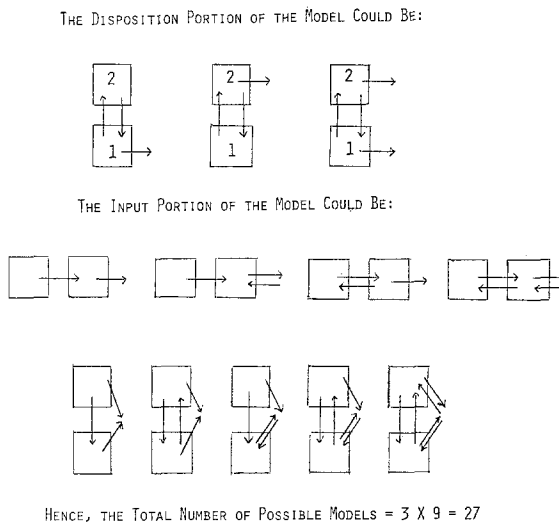 THE DISPOSITION PORTION OF THE MODEL COULD BE:
2 2 2
1 1 1
THE INPUT PORTION OF THE MODEL COULD BE:
HENCE, THE TOTAL NUMBER OF POSSIBLE MODELS = 3 X 9 = 27